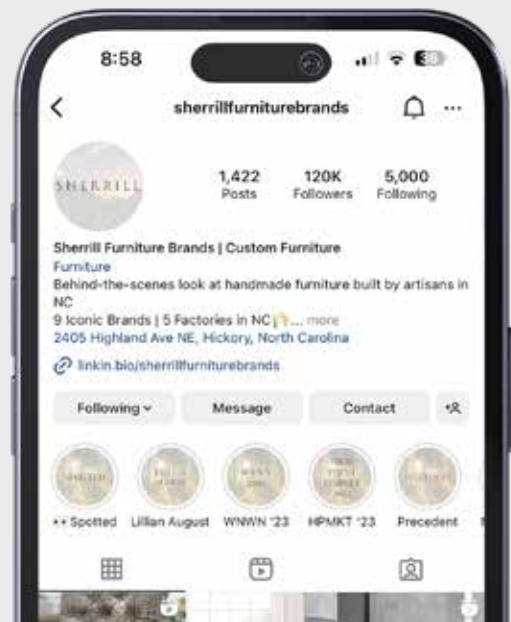 8:58
38
sherrillfurniturebrands
...
SHERRILL
1,422 120K 5,000
Posts Followers Following
Sherrill Furniture Brands | Custom Furniture
Furniture
Behind-the-scenes look at handmade furniture built by artisans in
NC
9 Iconic Brands | 5 Factories in NC ... more
2405 Highland Ave NE, Hickory, North Carolina
linkin.bio/sherrillfurniturebrands
Following Message Contact
Spotted Lillian August WNWN '23 HPMKT '23 Precedent